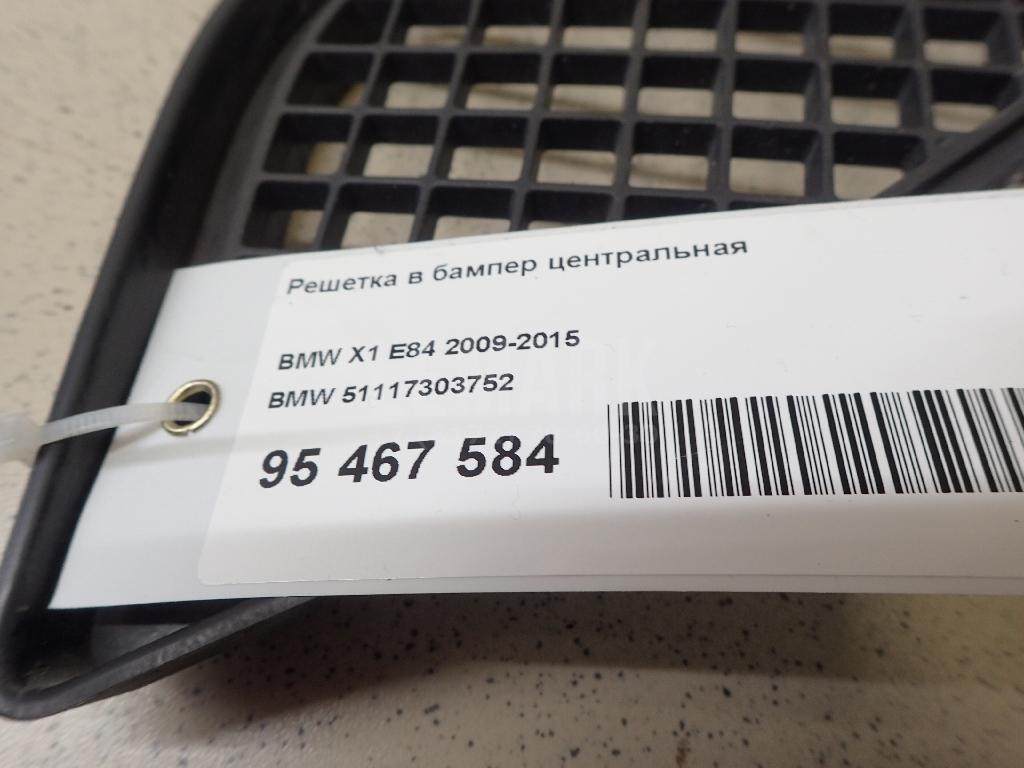 Решетка в бампер центральная
BMW X1 E84 2009-2015
BMW 51117303752
95 467 584